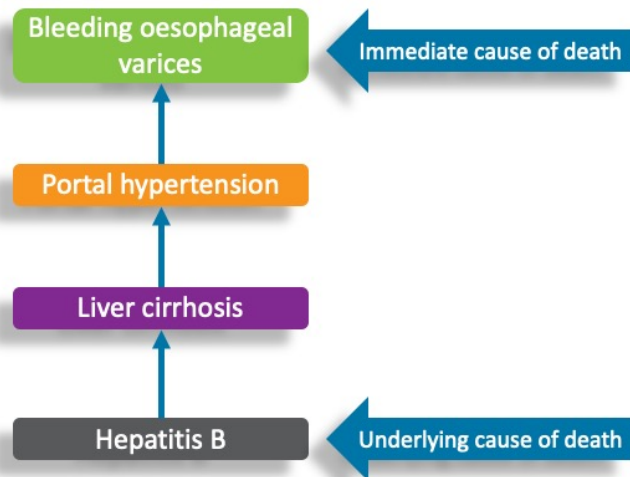 Bleeding oesophageal
varices
Immediate cause of death
Portal hypertension
Liver cirrhosis
Hepatitis B
Underlying cause of death